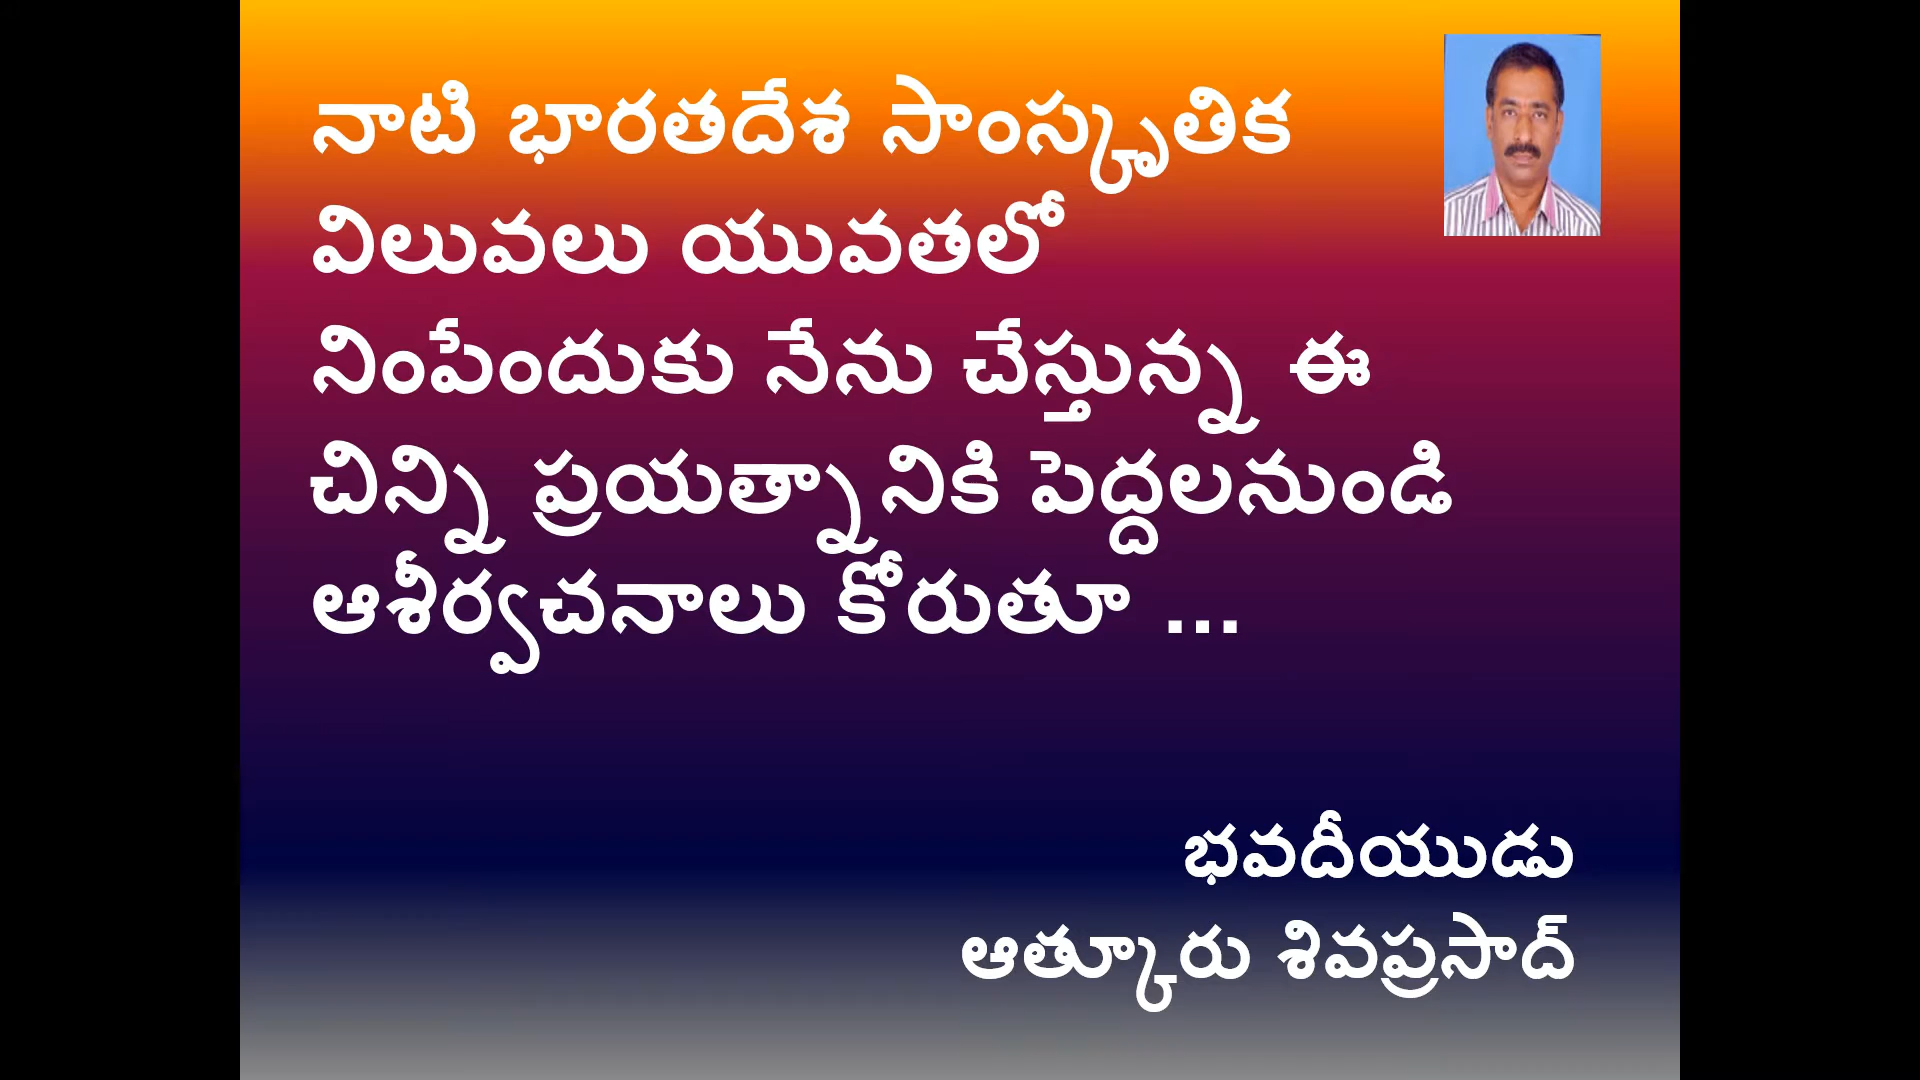 నాటి భారతదేశ సాంస్కృతిక
విలువలు యువతలో
నింపేందుకు నేను చేస్తున్న ఈ
చిన్ని ప్రయత్నానికి పెద్దలనుండి
ఆశీర్వచనాలు కోరుతూ ...
భవదీయుడు
ఆత్కూరు శివప్రసాద్